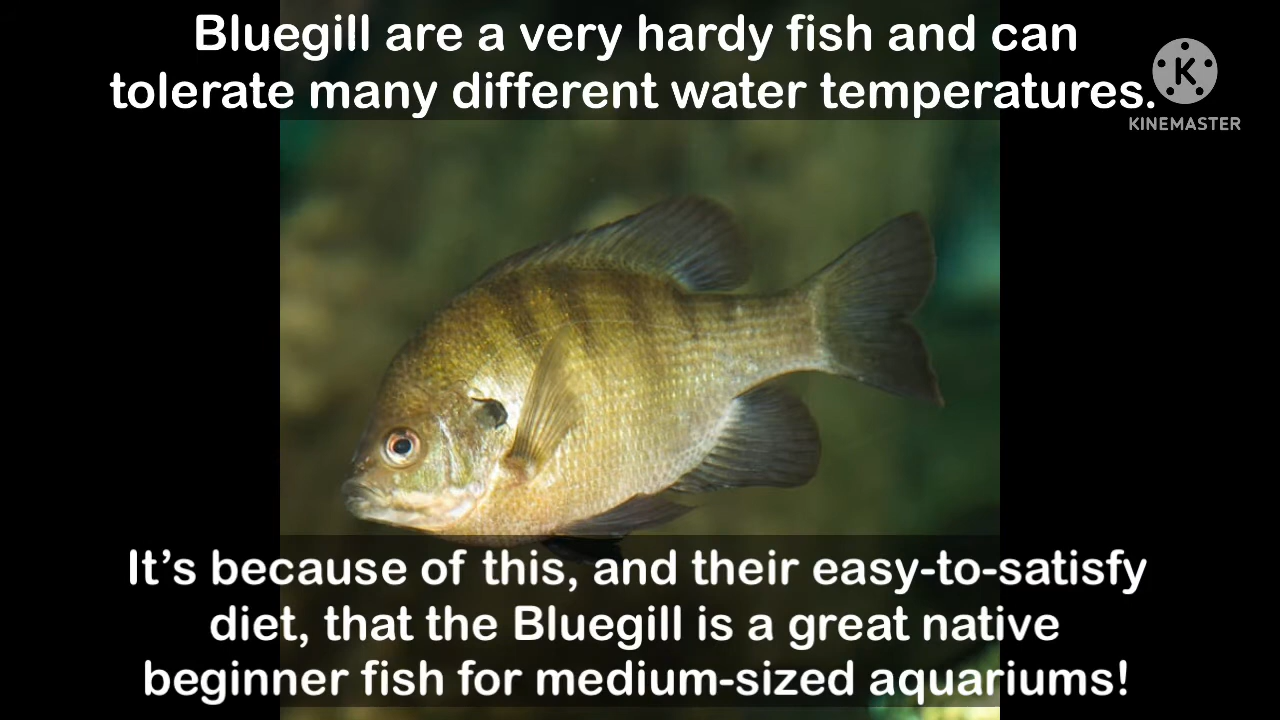 Bluegill are a very hardy fish and can
tolerate many different water temperatures.
K
KINEMASTER
It's because of this, and their easy-to-satisfy
diet, that the Bluegill is a great native
beginner fish for medium-sized aquariums!